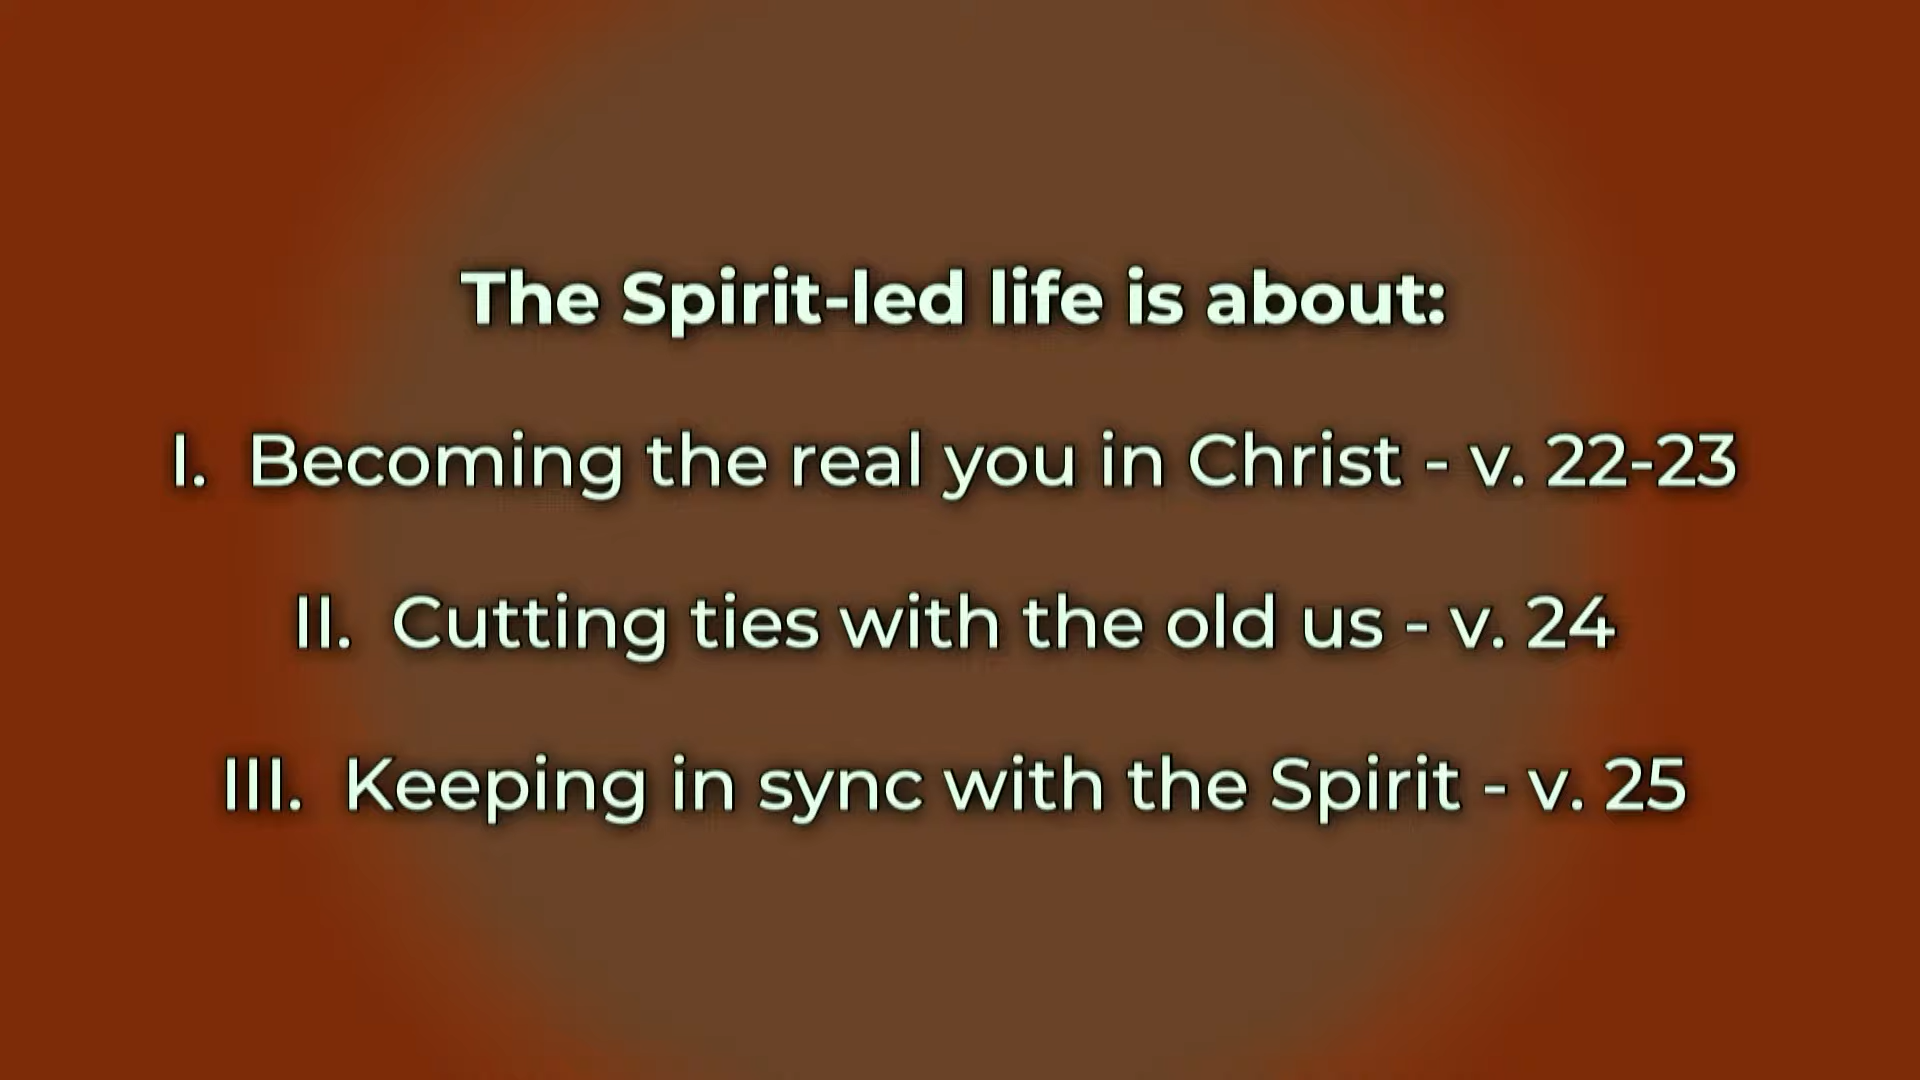 The Spirit-led life is about:
I. Becoming the real you in Christ - v. 22-23
II. Cutting ties with the old us - v. 24
III. Keeping in sync with the Spirit - v. 25